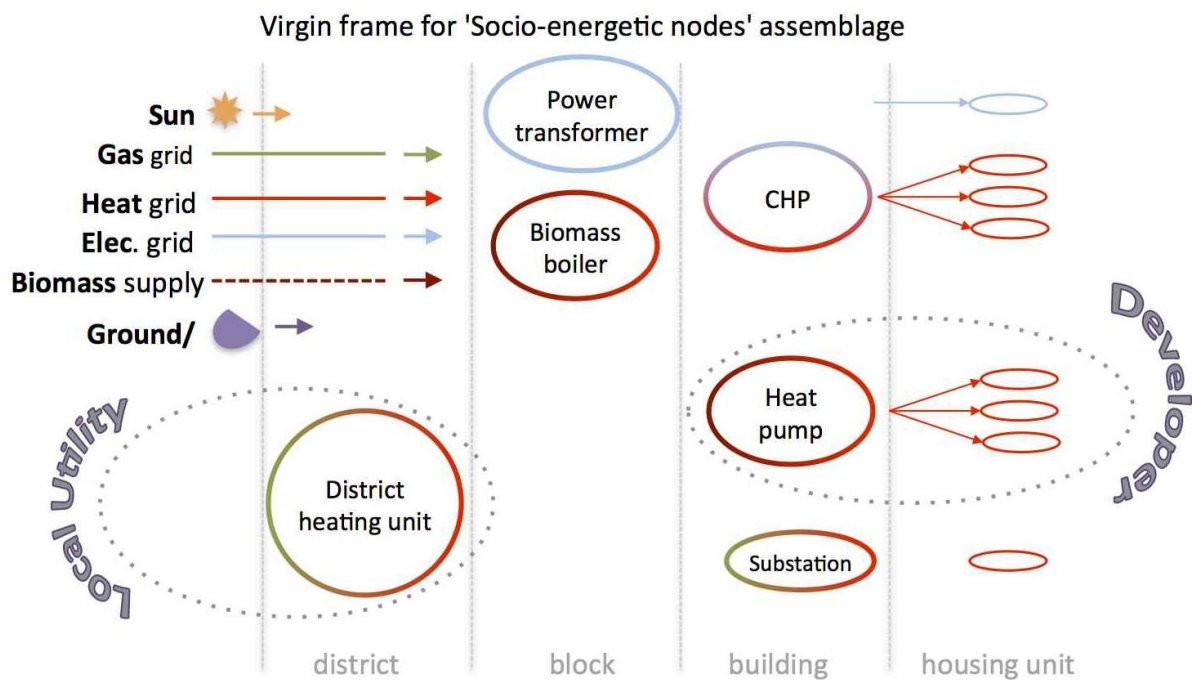 Virgin frame for 'Socio-energetic nodes' assemblage
Sun
Gas grid
Heat grid
Elec. grid
Biomass supply
Ground/
Power
transformer
Biomass
boiler
CHP
Developer
Heat
pump
Local Utility
District
heating unit
Substation
district
block
building
housing unit